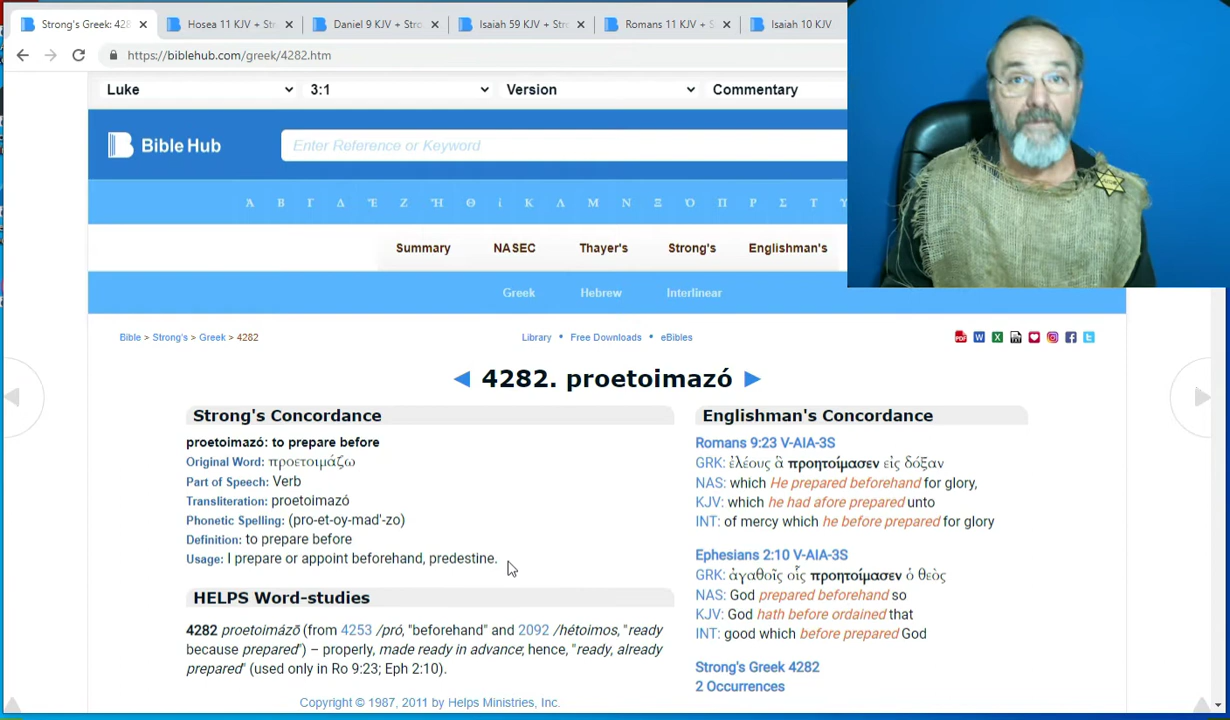 Strong's Greek: 428
Hosea 11 KJV + Str
Daniel 9 KJV + Stro
Isaiah 59 KJV + Stro
Romans 11 KJV + S
Isaiah 10 KJV
https://biblehub.com/greek/4282.htm
Luke 3:1 Version Commentary
Bible Hub Enter Reference or Keyword
Summary NASEC Thayer's Strong's Englishman's
Greek Hebrew Interlinear
Bible > Strong's > Greek > 4282
Library • Free Downloads • eBibles
◄ 4282. proetoimazó ►
Strong's Concordance
proetoimazó: to prepare before
Original Word: προετοιμάζω
Part of Speech: Verb
Transliteration: proetoimazó
Phonetic Spelling: (pro-et-oy-mad'-zo)
Definition: to prepare before
Usage: I prepare or appoint beforehand, predestine.
HELPS Word-studies
4282 proetoimázō (from 4253 /pró, "beforehand" and 2092 /hétoimos, "ready
because prepared") – properly, made ready in advance; hence, "ready, already
prepared" (used only in Ro 9:23; Eph 2:10).
Copyright © 1987, 2011 by Helps Ministries, Inc.
Englishman's Concordance
Romans 9:23 V-AIA-3S
GRK: ἐλέους ἃ προητοίμασεν εἰς δόξαν
NAS: which He prepared beforehand for glory,
KJV: which he had afore prepared unto
INT: of mercy which he before prepared for glory
Ephesians 2:10 V-AIA-3S
GRK: ἀγαθοῖς οἷς προητοίμασεν ὁ θεὸς
NAS: God prepared beforehand so
KJV: God hath before ordained that
INT: good which before prepared God
Strong's Greek 4282
2 Occurrences